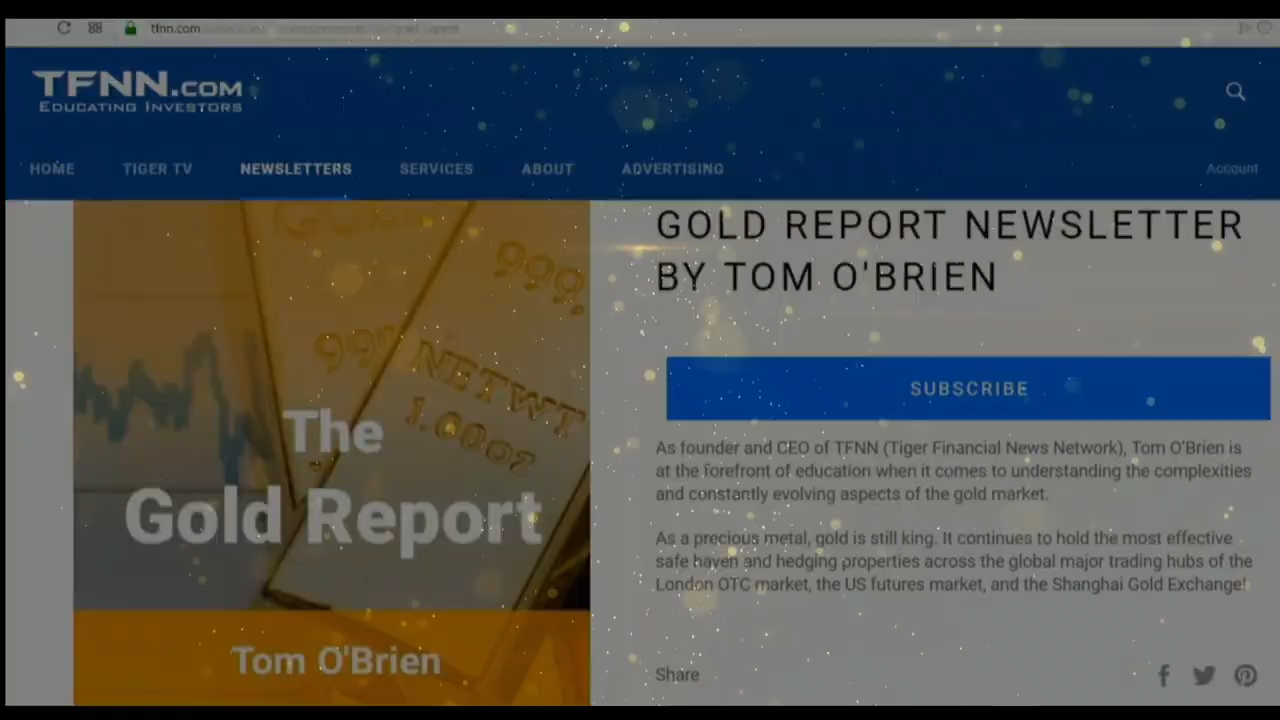 tfnn.com
TFNN.COM
EDUCATING INVESTORS
HOME TIGER TV NEWSLETTERS SERVICES ABOUT ADVERTISING Account
GOLD REPORT NEWSLETTER
BY TOM O'BRIEN
SUBSCRIBE
As founder and CEO of TFNN (Tiger Financial News Network), Tom O'Brien is
at the forefront of education when it comes to understanding the complexities
and constantly evolving aspects of the gold market.
As a precious metal, gold is still king. It continues to hold the most effective
safe haven and hedging properties across the global major trading hubs of the
London OTC market, the US futures market, and the Shanghai Gold Exchange!
Share
999,
NETWT
1.00oz
The
Gold Report
Tom O'Brien